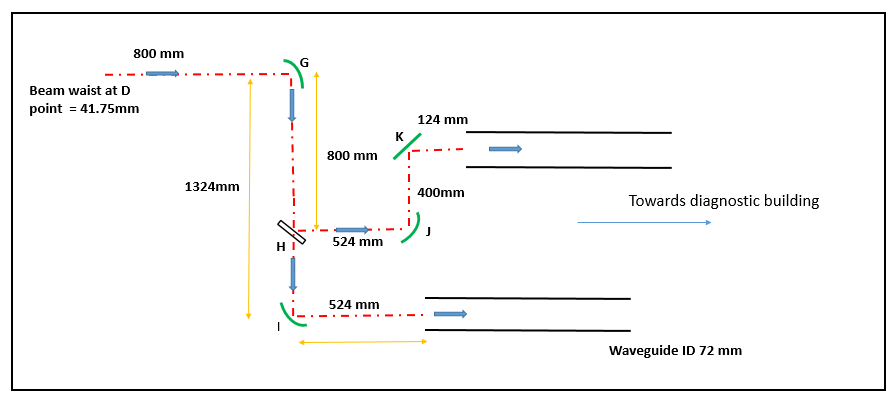 800 mm
G
Beam waist at D
point = 41.75mm
124 mm
K
800 mm
1324mm
400mm
Towards diagnostic building
J
H
524 mm
524 mm
I
Waveguide ID 72 mm